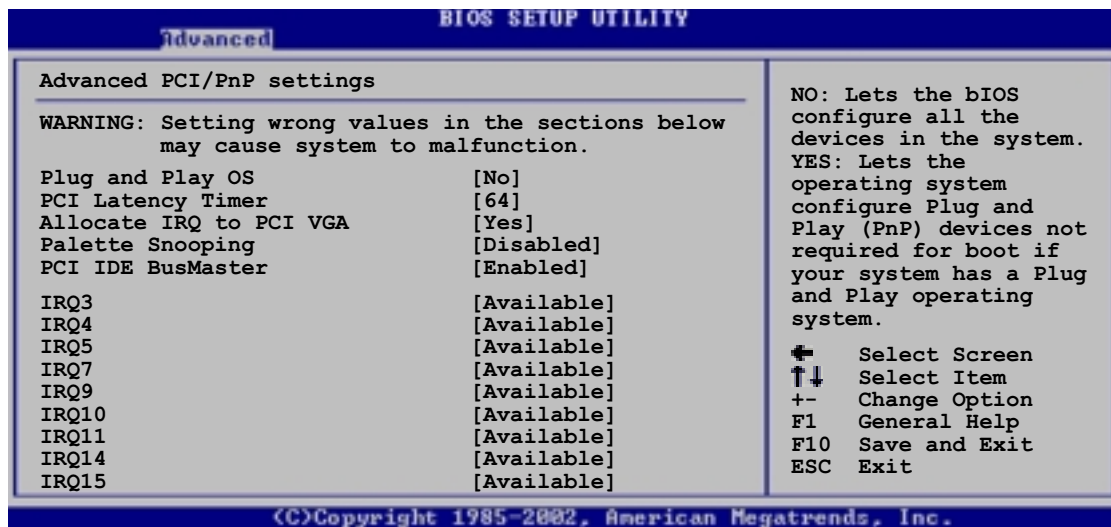 BIOS SETUP UTILITY
Advanced
Advanced PCI/PnP settings
WARNING: Setting wrong values in the sections below
may cause system to malfunction.
Plug and Play OS [No]
PCI Latency Timer [64]
Allocate IRQ to PCI VGA [Yes]
Palette Snooping [Disabled]
PCI IDE BusMaster [Enabled]
IRQ3 [Available]
IRQ4 [Available]
IRQ5 [Available]
IRQ7 [Available]
IRQ9 [Available]
IRQ10 [Available]
IRQ11 [Available]
IRQ14 [Available]
IRQ15 [Available]
NO: Lets the bIOS
configure all the
devices in the system.
YES: Lets the
operating system
configure Plug and
Play (PnP) devices not
required for boot if
your system has a Plug
and Play operating
system.
← Select Screen
↑↓ Select Item
+- Change Option
F1 General Help
F10 Save and Exit
ESC Exit
(C)Copyright 1985-2002, American Megatrends, Inc.